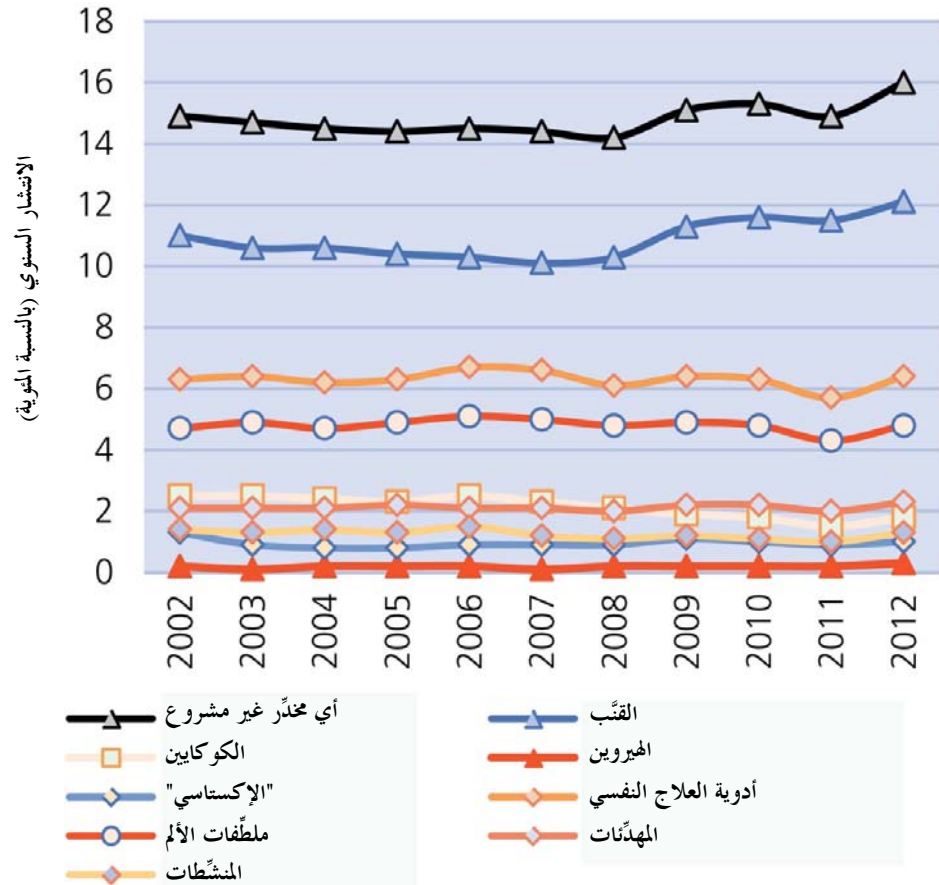 18
16
14
12
10
8
6
4
2
0
الانتشار السنوي (بالنسبة المئوية)
2002 2003 2004 2005 2006 2007 2008 2009 2010 2011 2012
أي مخدِّر غير مشروع
القنَّب
الكوكايين
الهيروين
"الإكستاسي"
أدوية العلاج النفسي
ملطِّفات الألم
المهدِّئات
المنشِّطات